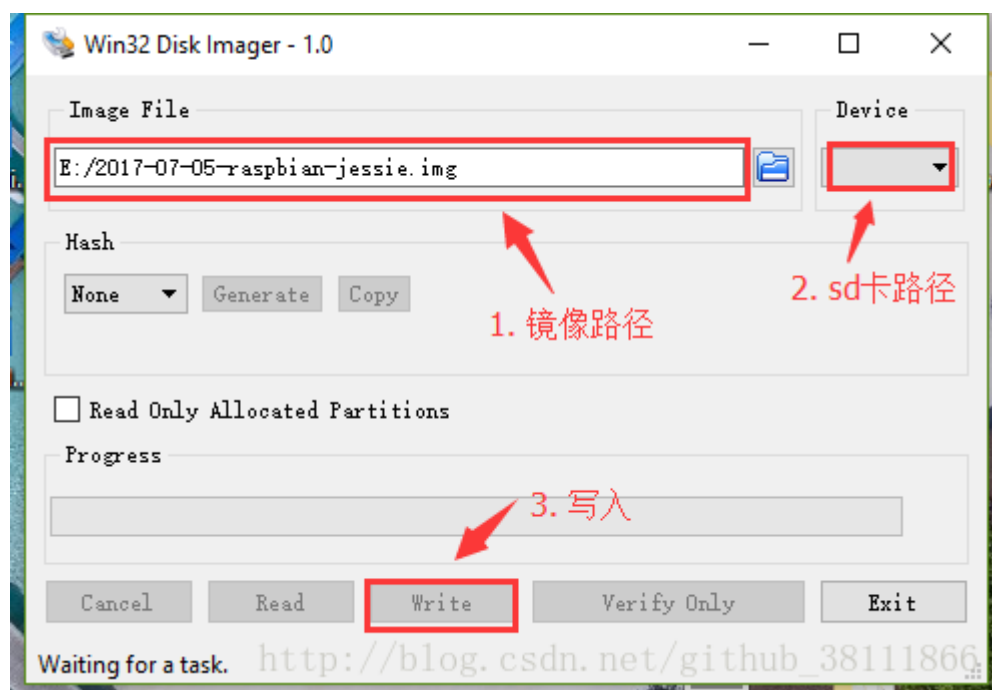 Win32 Disk Imager - 1.0
Image File
Device
E:/2017-07-05-raspbian-jessie.img
Hash
None
Generate
Copy
1. 镜像路径
2. sd卡路径
Read Only Allocated Partitions
Progress
3. 写入
Cancel
Read
Write
Verify Only
Exit
Waiting for a task.
http://blog.csdn.net/github_38111866